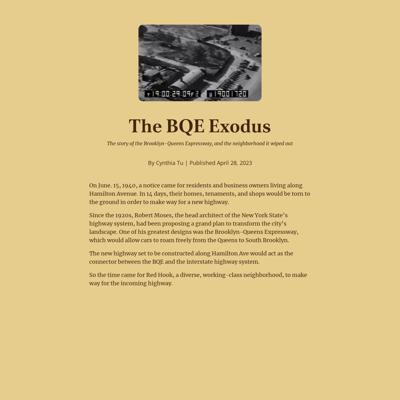 The BQE Exodus
The story of the Brooklyn-Queens Expressway, and the neighborhood it wiped out
By Cynthia Tu | Published April 28, 2023
On June. 15, 1940, a notice came for residents and business owners living along
Hamilton Avenue. In 14 days, their homes, tenaments, and shops would be torn to
the ground in order to make way for a new highway.
Since the 1920s, Robert Moses, the head architect of the New York State's
highway system, had been proposing a grand plan to transform the city's
landscape. One of his greatest designs was the Brooklyn-Queens Expressway,
which would allow cars to roam freely from the Queens to South Brooklyn.
The new highway set to be constructed along Hamilton Ave would act as the
connector between the BQE and the interstate highway system.
So the time came for Red Hook, a diverse, working-class neighborhood, to make
way for the incoming highway.